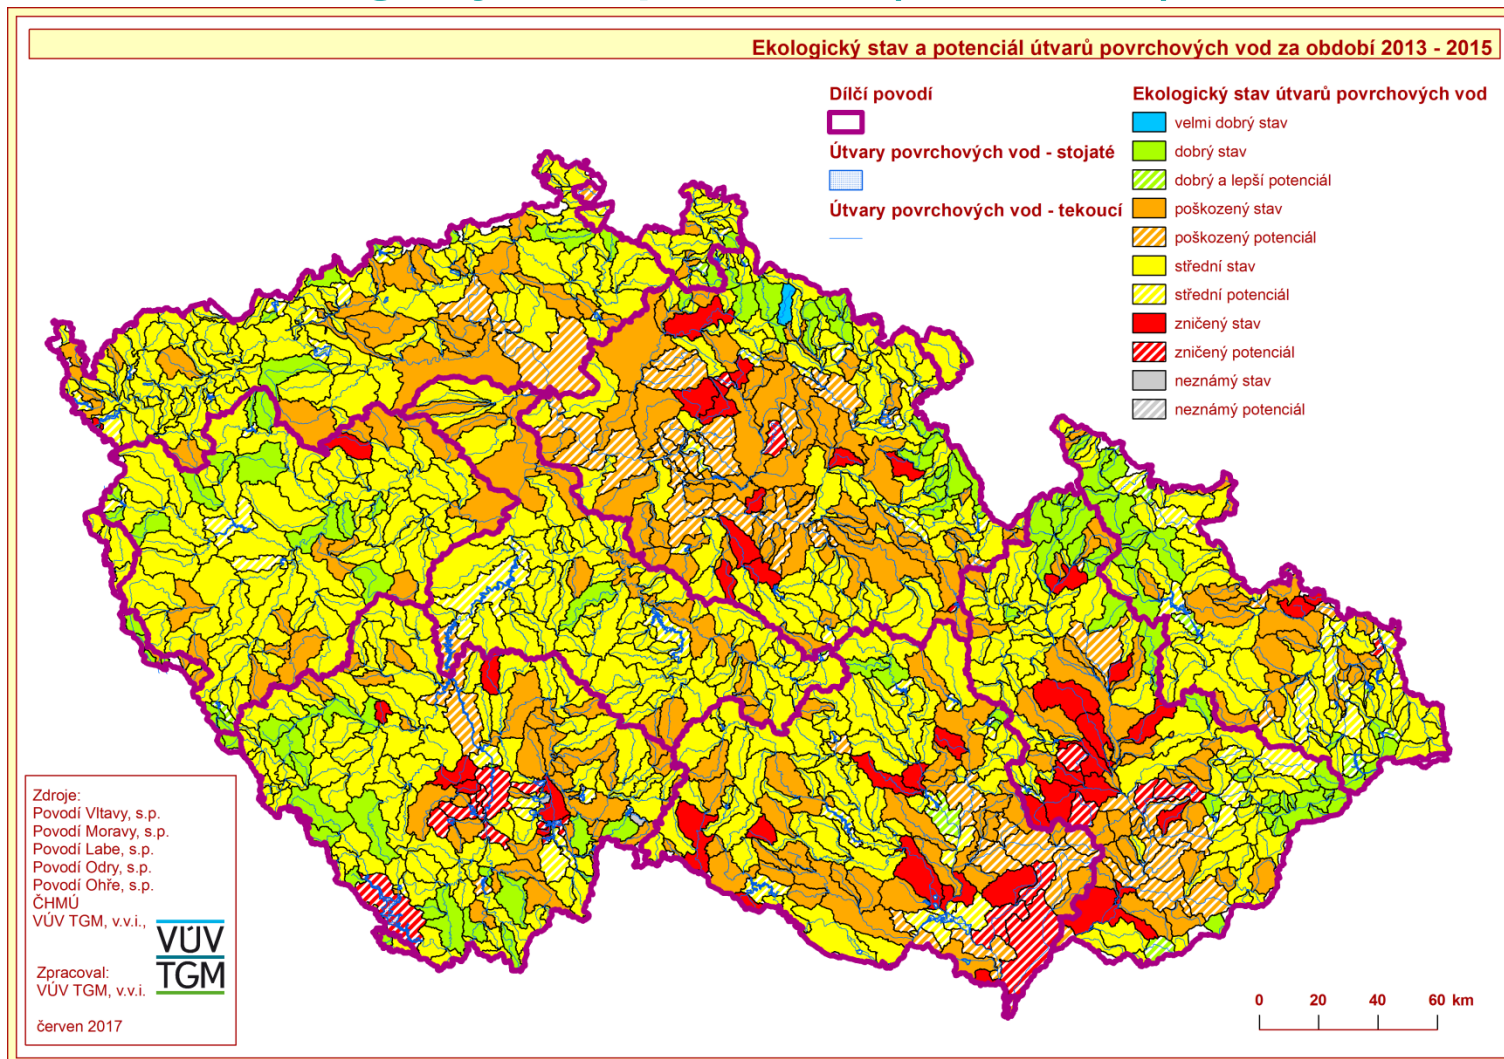 Ekologický stav a potenciál útvarů povrchových vod za období 2013 - 2015
Dílčí povodí
Útvary povrchových vod - stojaté
Útvary povrchových vod - tekoucí
Ekologický stav útvarů povrchových vod
velmi dobrý stav
dobrý stav
dobrý a lepší potenciál
poškozený stav
poškozený potenciál
střední stav
střední potenciál
zničený stav
zničený potenciál
neznámý stav
neznámý potenciál
Zdroje:
Povodí Vltavy, s.p.
Povodí Moravy, s.p.
Povodí Labe, s.p.
Povodí Odry, s.p.
Povodí Ohře, s.p.
ČHMÚ
VÚV TGM, v.v.i.,
VÚV
TGM
Zpracoval:
VÚV TGM, v.v.i.
červen 2017
0 20 40 60 km